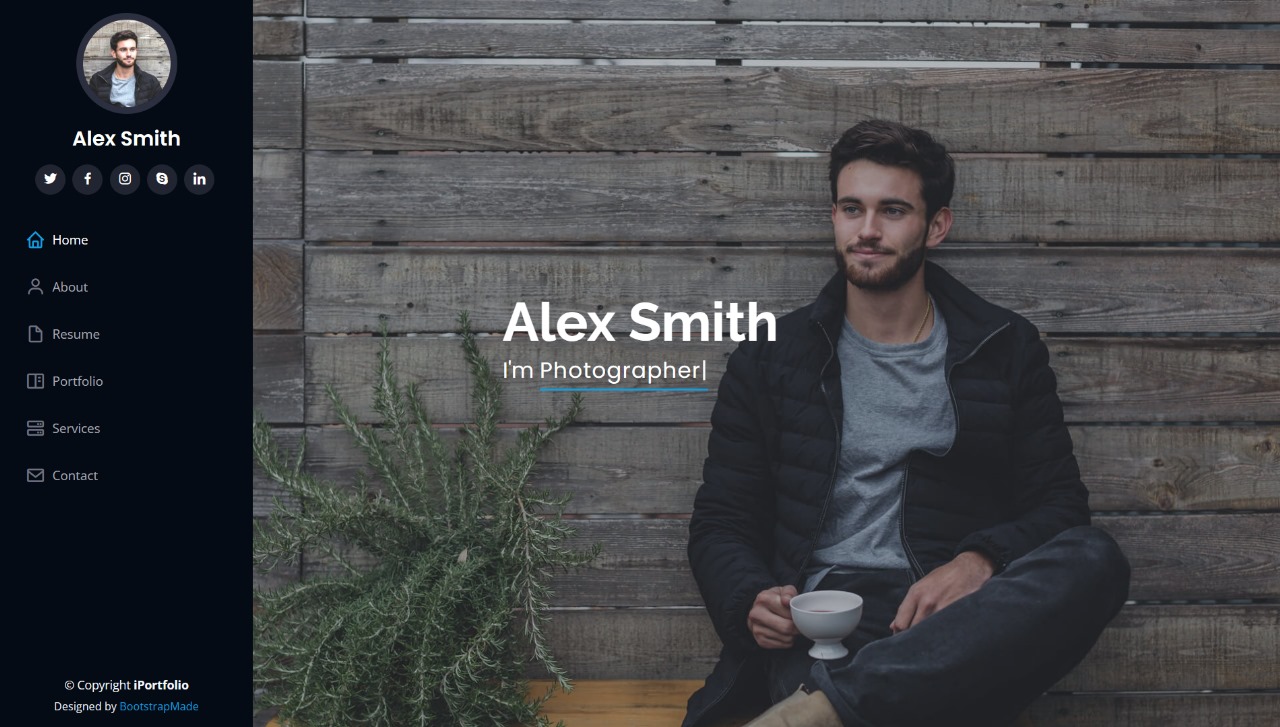 Alex Smith
Home
About
Resume
Portfolio
Services
Contact
© Copyright iPortfolio
Designed by BootstrapMade
Alex Smith
I'm Photographer|